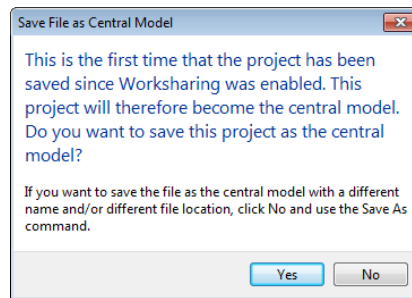 Save File as Central Model
This is the first time that the project has been
saved since Worksharing was enabled. This
project will therefore become the central model.
Do you want to save this project as the central
model?
If you want to save the file as the central model with a different
name and/or different file location, click No and use the Save As
command.
Yes No